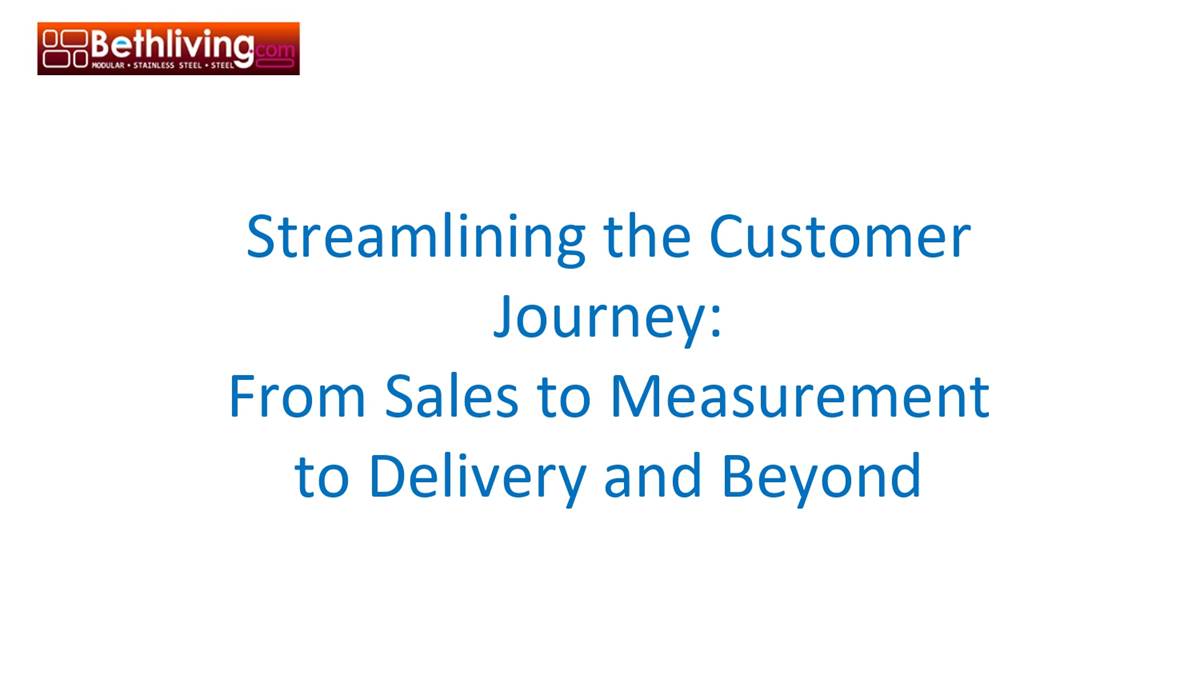 Bethliving.com
MODULAR • STAINLESS STEEL • STEEL
Streamlining the Customer
Journey:
From Sales to Measurement
to Delivery and Beyond